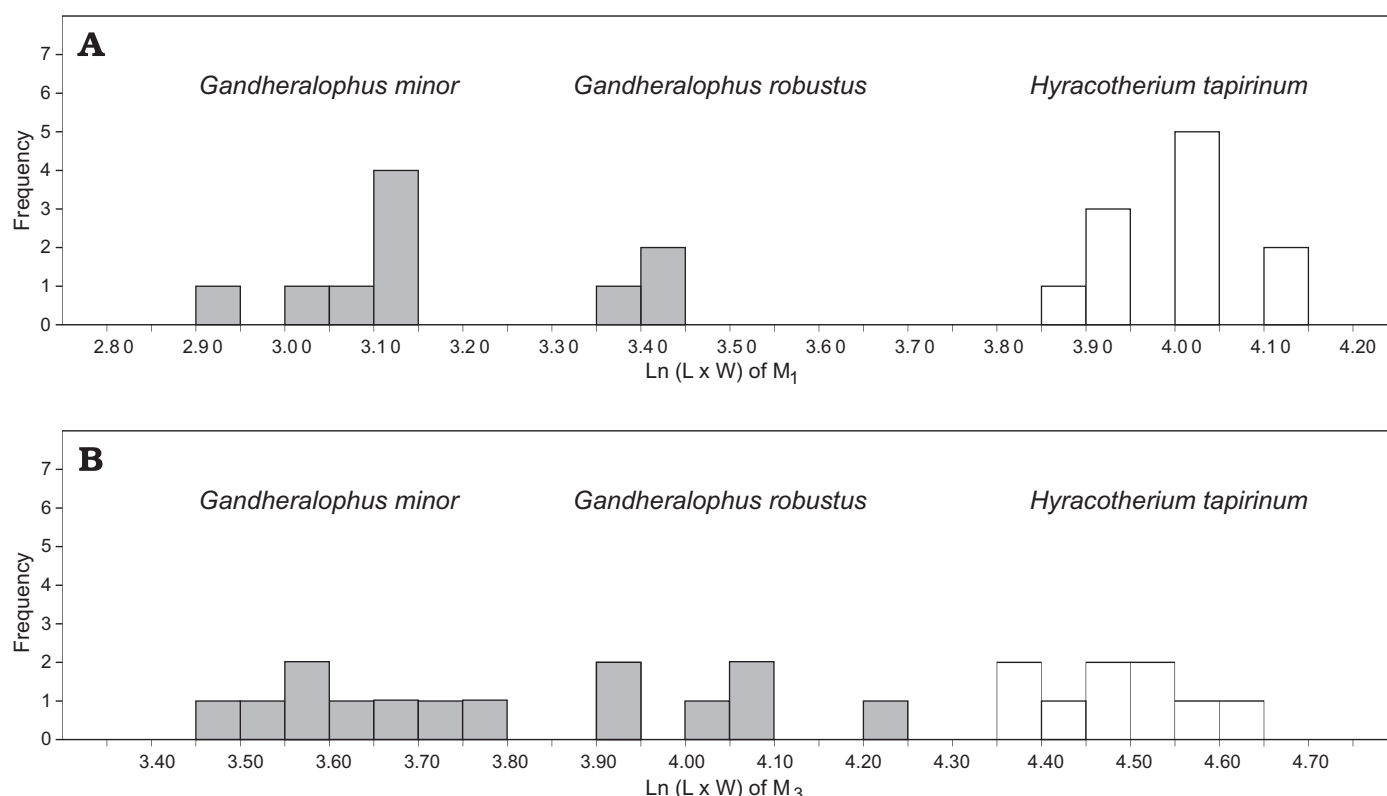 A
7
Gandheralophus minor Gandheralophus robustus Hyracotherium tapirinum
6
5
4
3
2
1
0
Frequency
2.80 2.90 3.00 3.10 3.20 3.30 3.40 3.50 3.60 3.70 3.80 3.90 4.00 4.10 4.20
Ln (L x W) of M1
B
7
Gandheralophus minor Gandheralophus robustus Hyracotherium tapirinum
6
5
4
3
2
1
0
Frequency
3.40 3.50 3.60 3.70 3.80 3.90 4.00 4.10 4.20 4.00 4.40 4.50 4.60 4.70
Ln (L x W) of M3